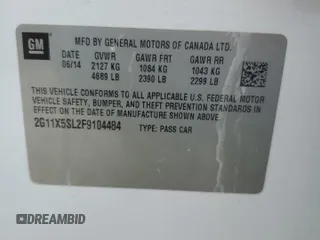 GM
MFD BY GENERAL MOTORS OF CANADA LTD.
DATE GVWR GAWR FRT GAWR RR
06/14 2127 KG 1084 KG 1043 KG
4689 LB 2390 LB 2299 LB
THIS VEHICLE CONFORMS TO ALL APPLICABLE U.S. FEDERAL MOTOR
VEHICLE SAFETY, BUMPER, AND THEFT PREVENTION STANDARDS IN
EFFECT ON THE DATE OF MANUFACTURE SHOWN ABOVE.
2G11X5SL2F9104484 TYPE: PASS CAR
DREAMBID